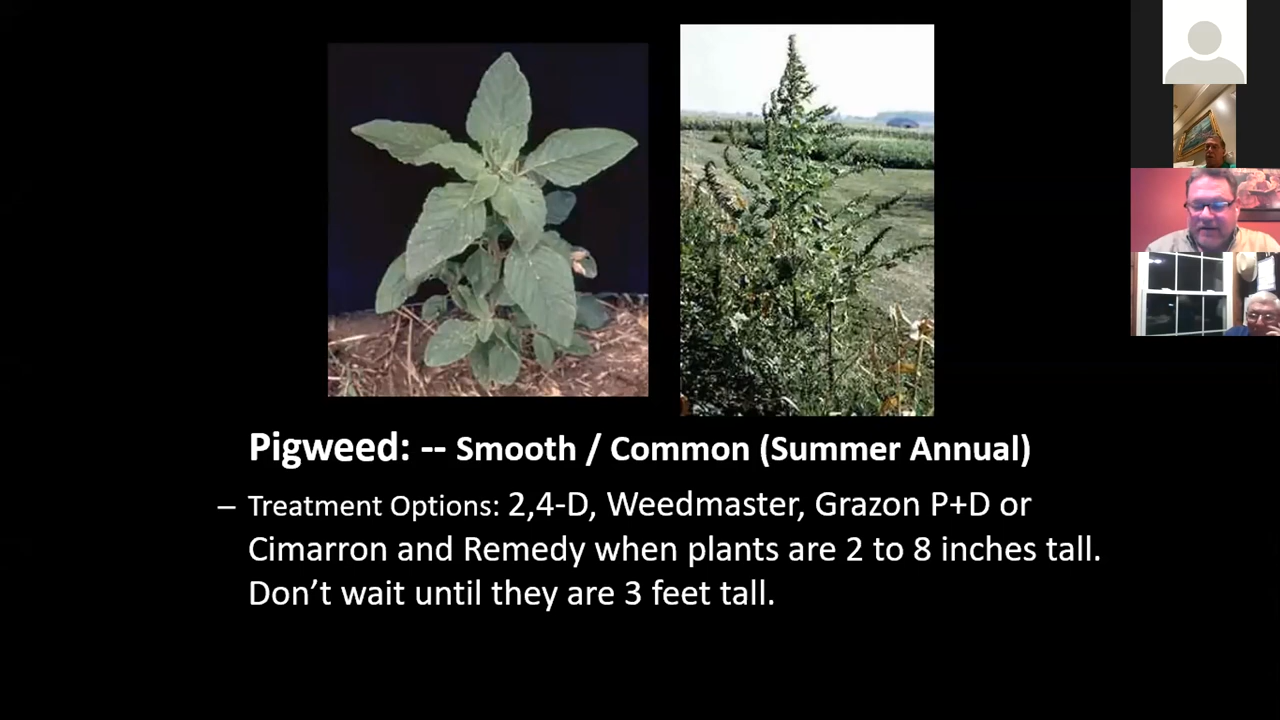 Pigweed: -- Smooth / Common (Summer Annual)
– Treatment Options: 2,4-D, Weedmaster, Grazon P+D or
Cimarron and Remedy when plants are 2 to 8 inches tall.
Don’t wait until they are 3 feet tall.